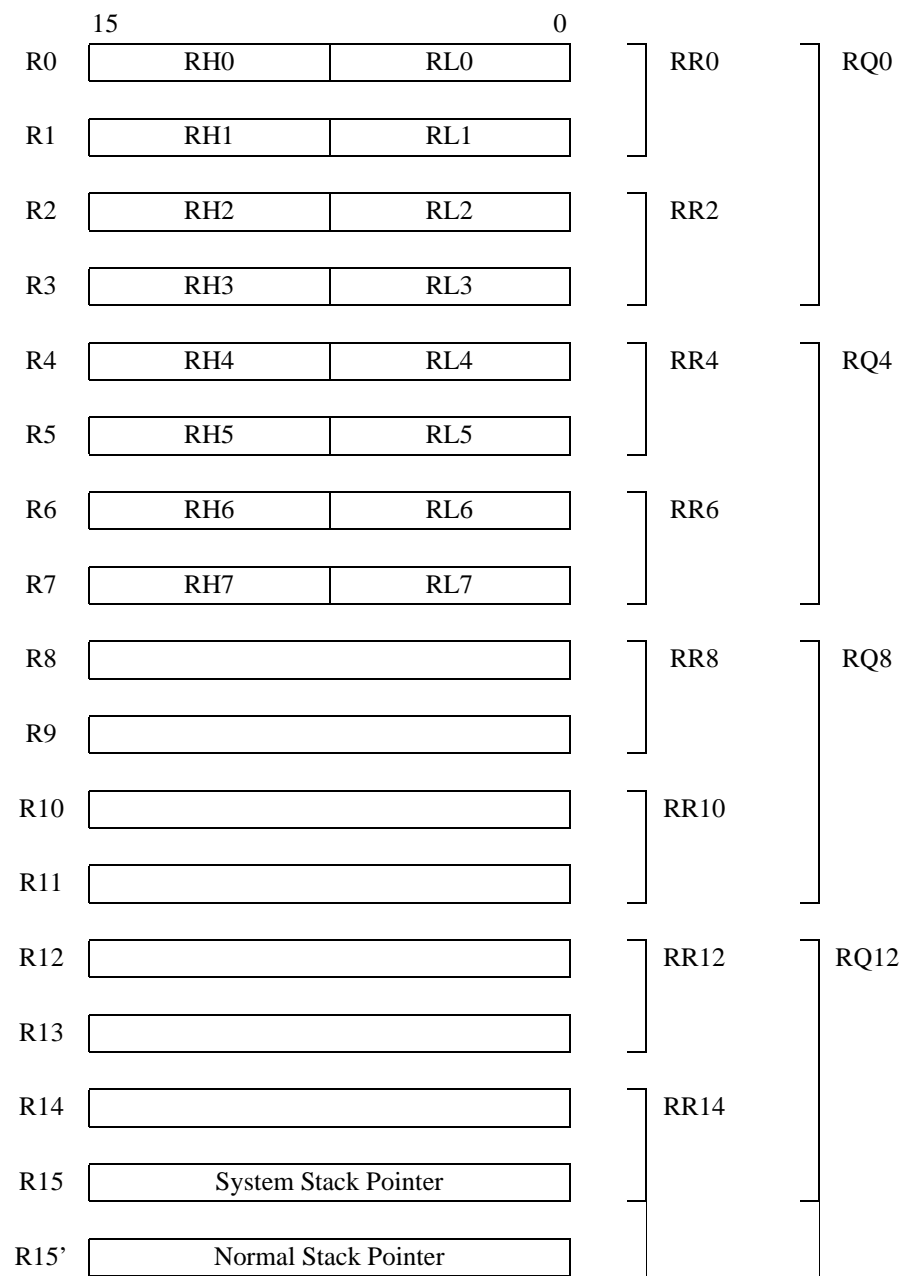 15 0
R0 RH0 RL0 RR0 RQ0
R1 RH1 RL1
R2 RH2 RL2 RR2
R3 RH3 RL3
R4 RH4 RL4 RR4 RQ4
R5 RH5 RL5
R6 RH6 RL6 RR6
R7 RH7 RL7
R8 RR8 RQ8
R9
R10 RR10
R11
R12 RR12 RQ12
R13
R14 RR14
R15 System Stack Pointer
R15’ Normal Stack Pointer